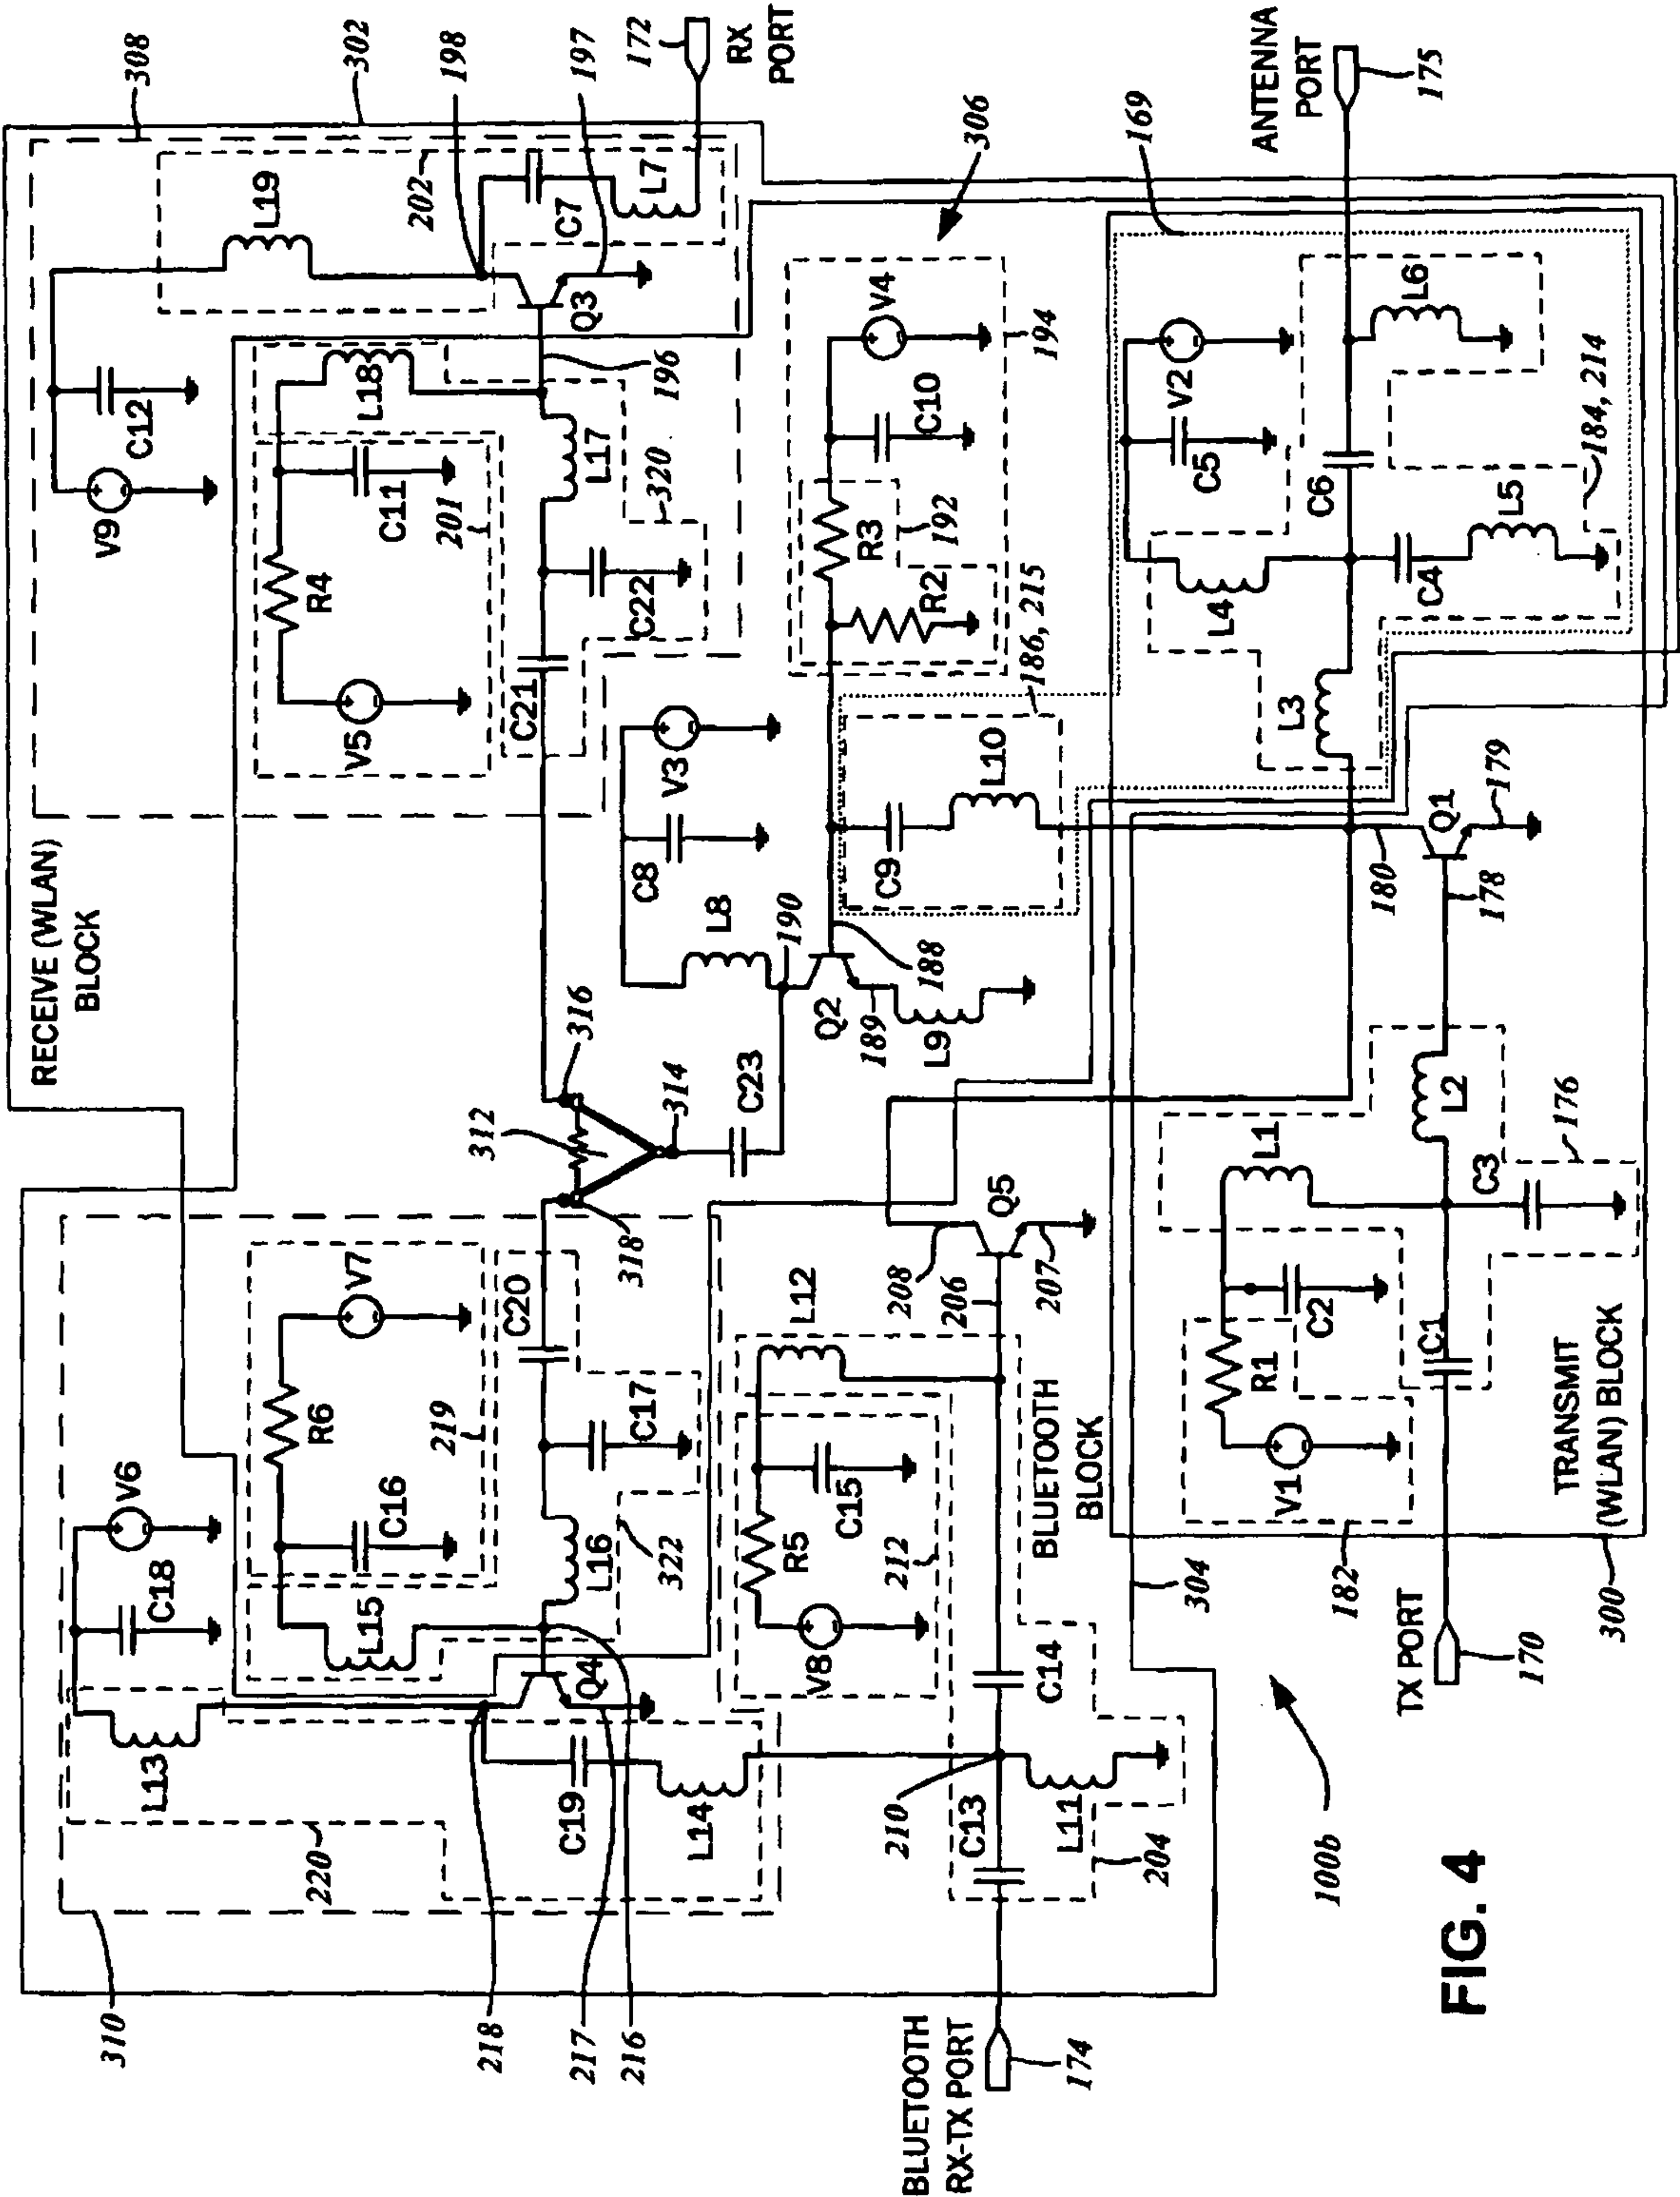 RECEIVE (WLAN)
BLOCK
308
302
198
197
172
RX
PORT
L19
202
C7
L7
Q3
C12
V9
L18
196
C11
201
R4
V5
L17
320
C22
C21
306
V4
194
C10
R3
192
R2
186, 215
V3
C8
L8
L10
C9
190
188
Q2
189
L9
316
312
314
318
C23
ANTENNA
PORT
175
169
V2
C5
L6
C6
184, 214
L5
L4
C4
L3
180
Q1
179
178
V7
R6
219
C16
C20
C17
V6
C18
L15
L16
322
Q4
L13
C19
L14
220
310
218
217
216
Q5
208
206
207
L12
R5
C15
212
V8
BLUETOOTH
BLOCK
C14
210
C13
L11
204
BLUETOOTH
RX-TX PORT
174
L2
L1
176
C3
C2
C1
R1
V1
182
304
TRANSMIT
(WLAN) BLOCK
300
TX PORT
170
100b
FIG. 4